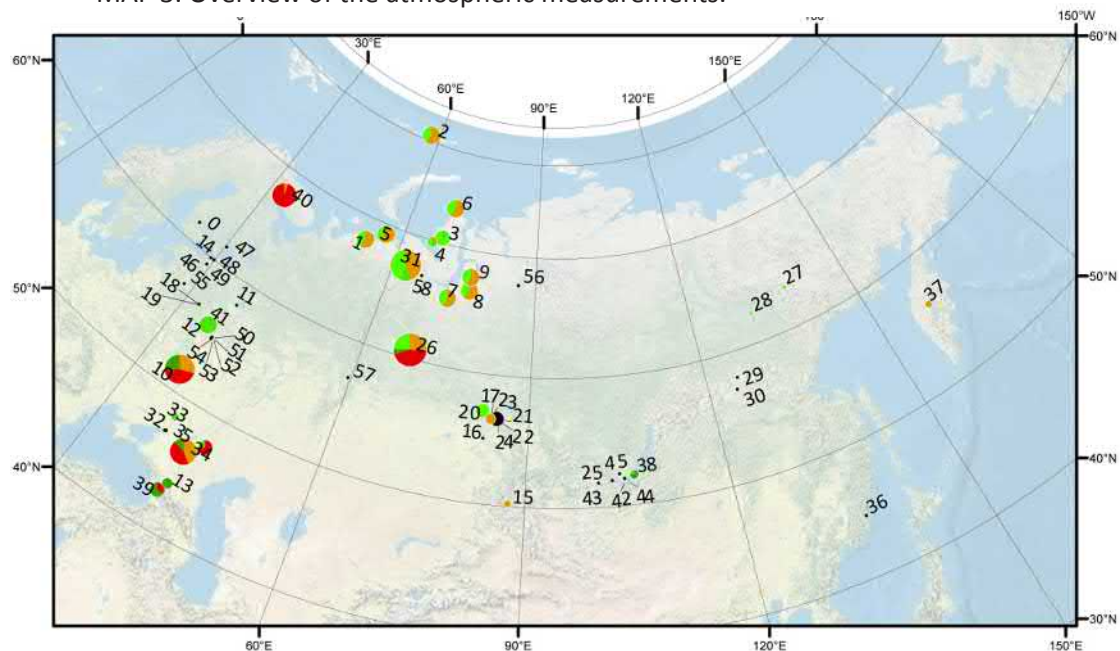 MAP 3. Overview of the atmospheric measurements.
0° 180° 150°W
60°N 30°E 150°E 60°N
60°E 90°E 120°E
2
40 6
0 1 5 3
14 47 4
46 48 31
55 49 9 56 27
50°N 18 58 50°N
19 11 7 8 28 37
41
12 50
54 51 26
53 52
10 57 29
30
33 17 23
32 20 21
35 16 24 22
34
40°N 25 45 38 40°N
39 13 43 42 44
15 36
30°N
60°E 90°E 120°E 150°E